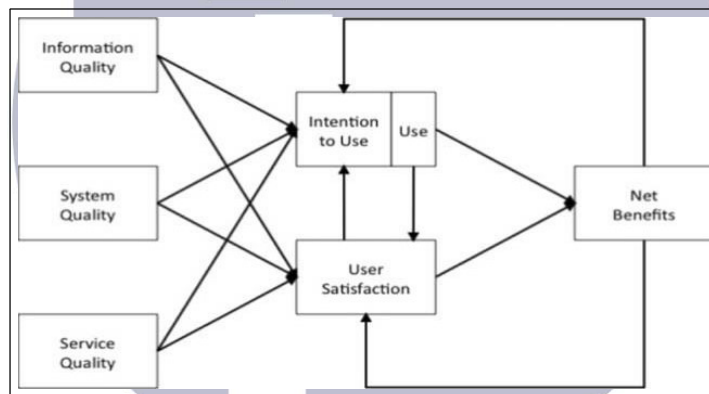 Information
Quality
Intention
to Use
Use
System
Quality
Net
Benefits
User
Satisfaction
Service
Quality